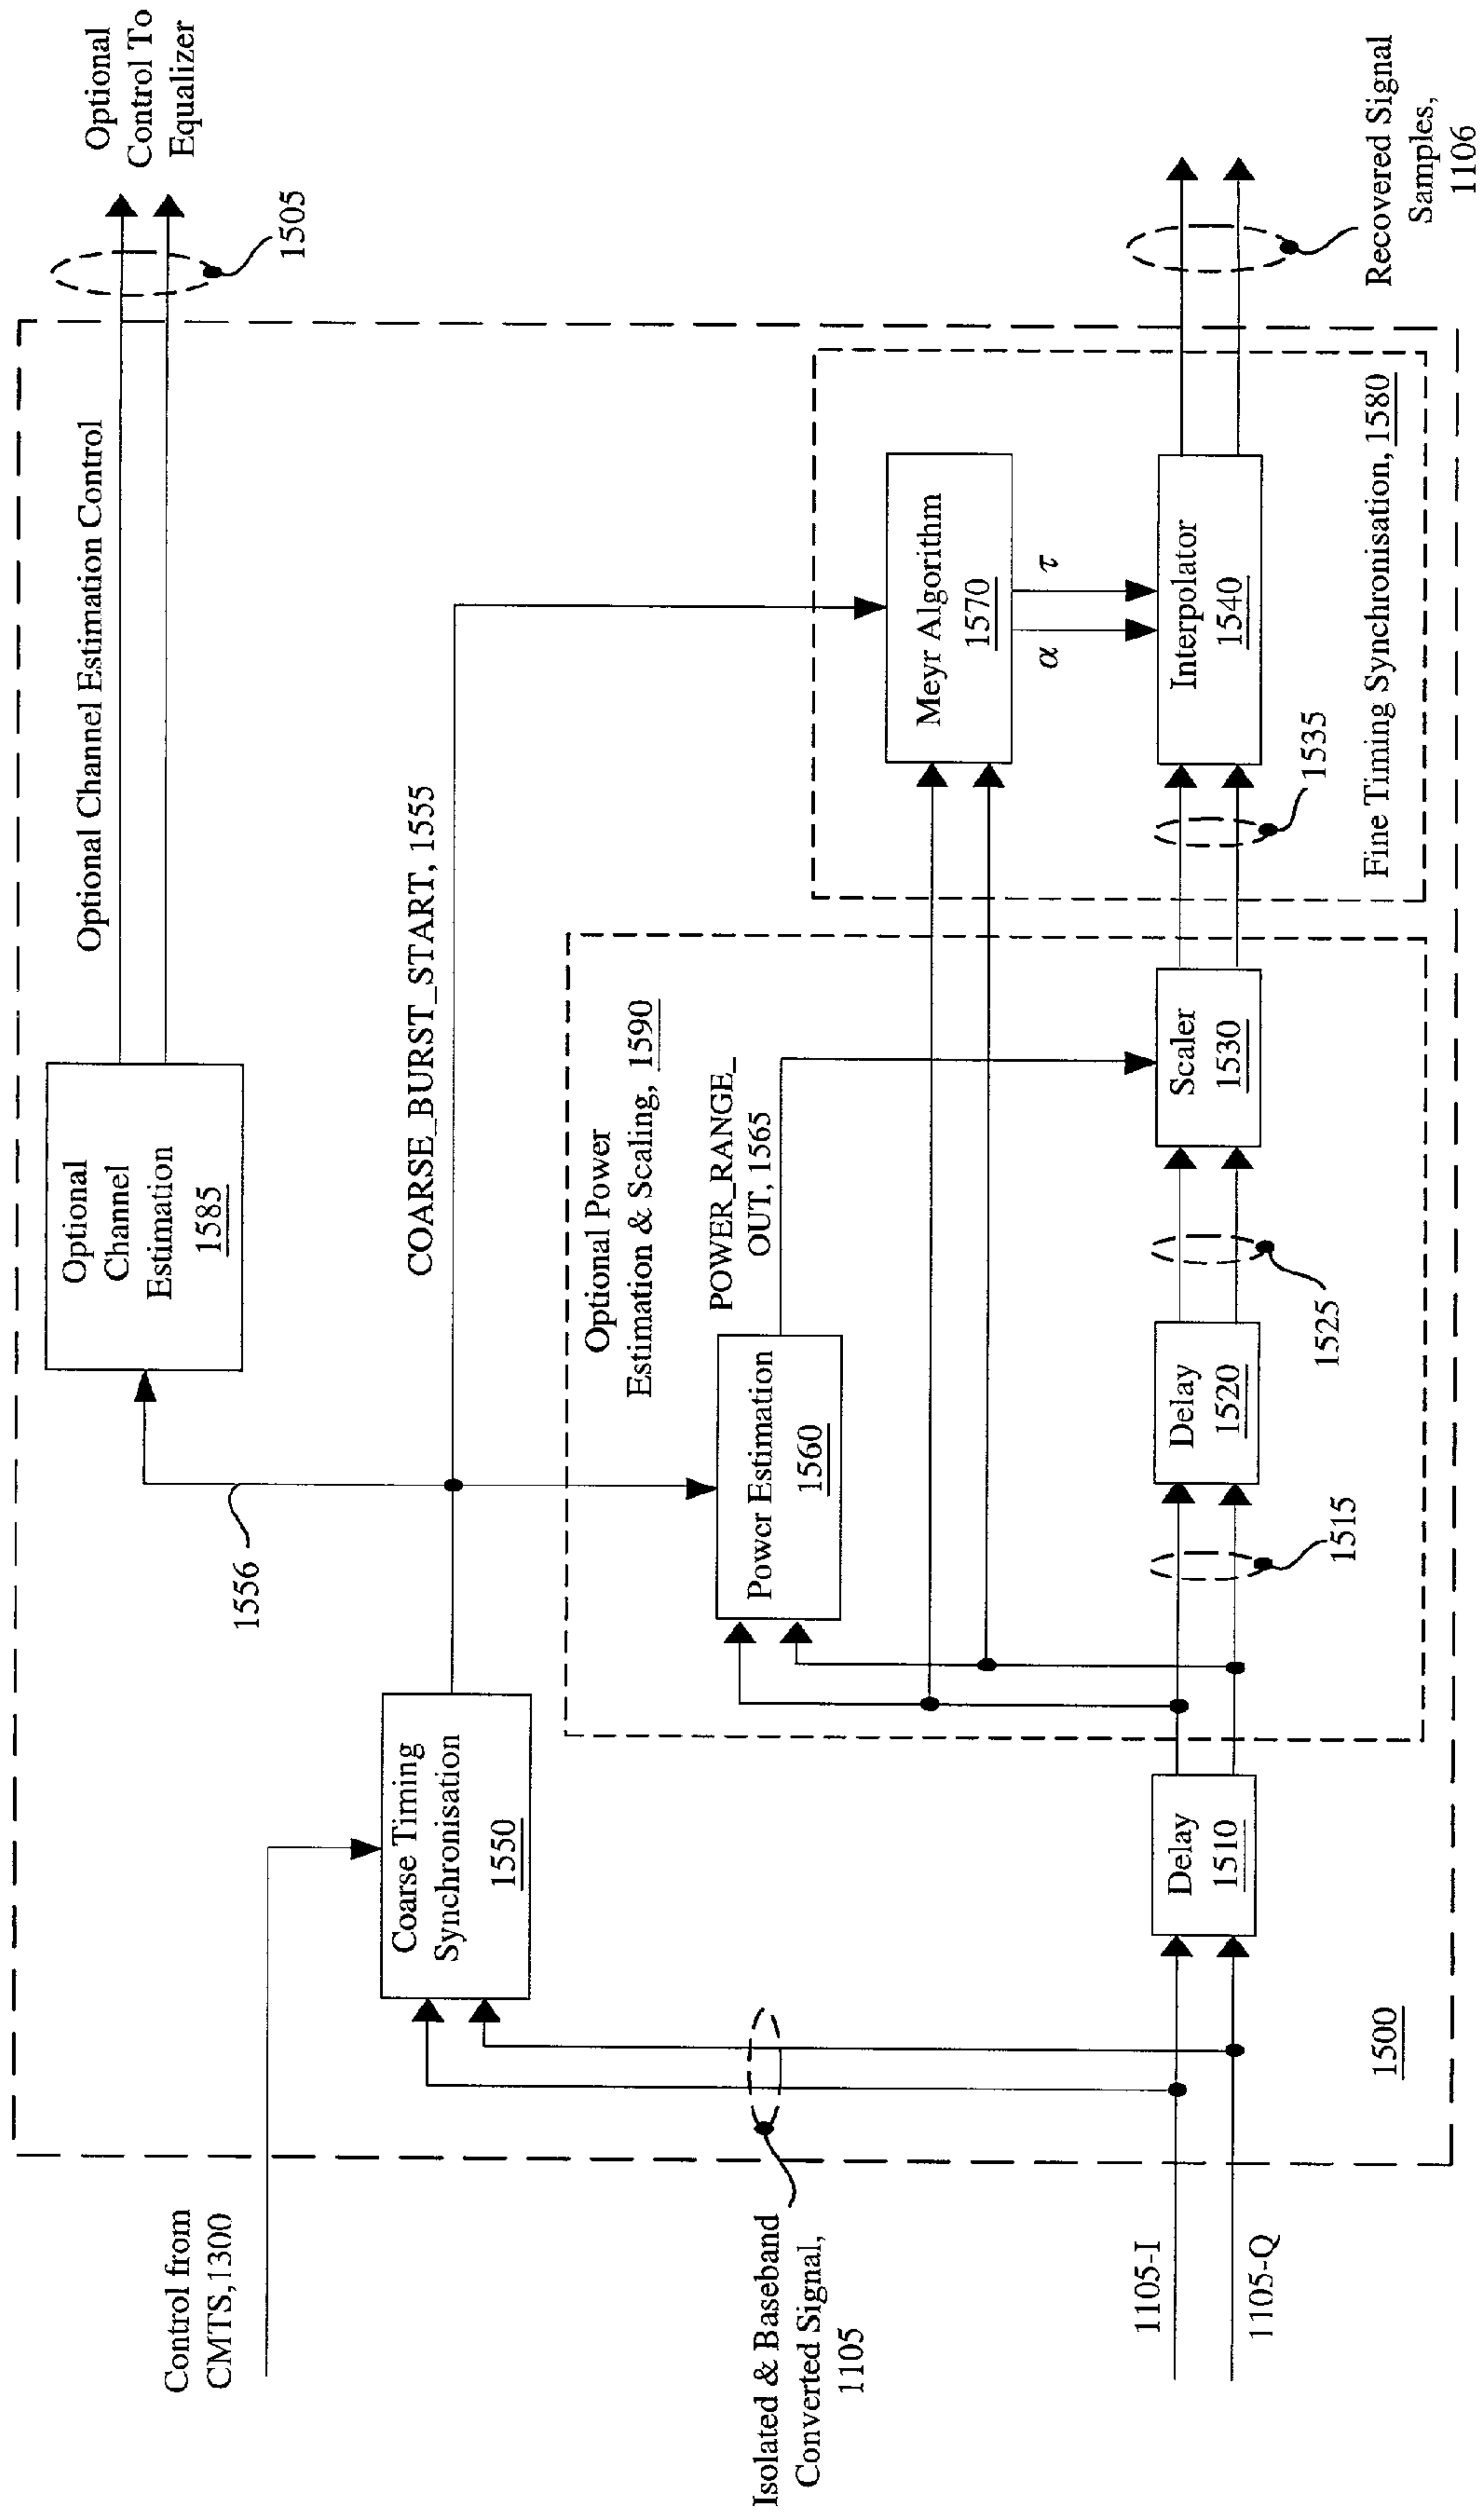 Optional
Control To
Equalizer
1505
Optional Channel Estimation Control
Optional
Channel
Estimation
1585
1556
COARSE_BURST_START, 1555
Control from
CMTS,1300
Coarse Timing
Synchronisation
1550
Optional Power
Estimation & Scaling, 1590
POWER_RANGE_
OUT, 1565
Power Estimation
1560
Isolated & Baseband
Converted Signal,
1105
Meyr Algorithm
1570
α
τ
1105-I
1105-Q
Delay
1510
1515
Delay
1520
1525
Scaler
1530
1535
Interpolator
1540
Fine Timing Synchronisation, 1580
Recovered Signal
Samples,
1106
1500